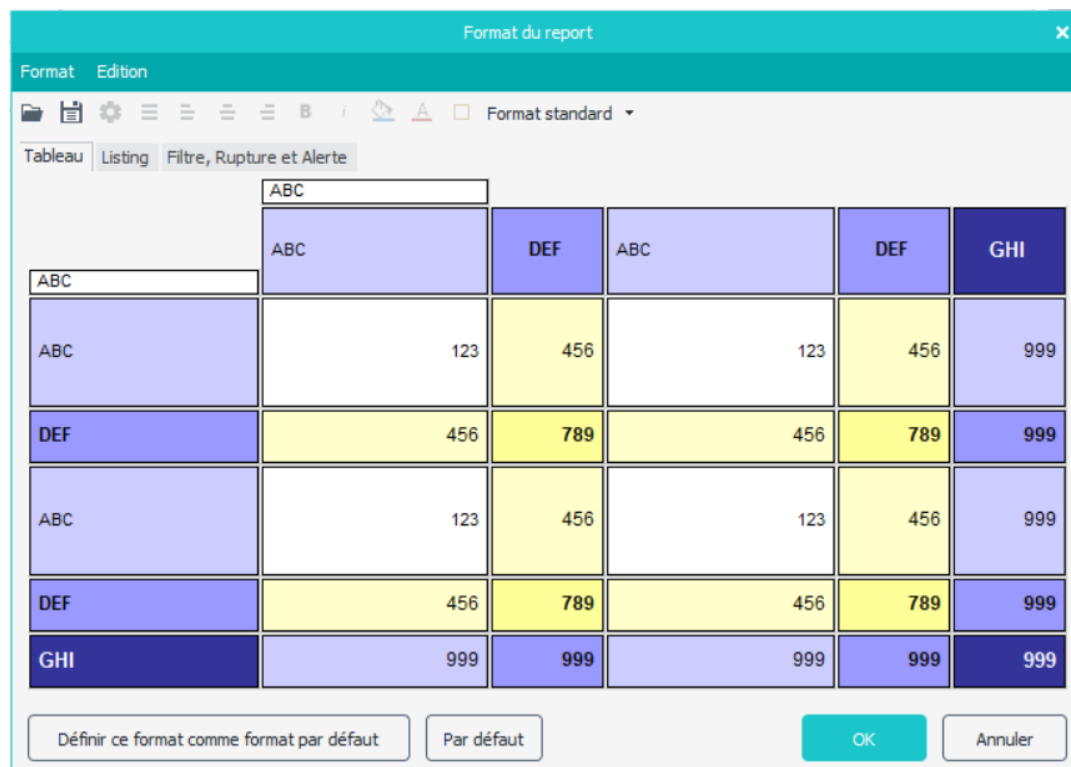 Format du report
Format Edition
B i A Format standard
Tableau Listing Filtre, Rupture et Alerte
ABC
ABC DEF ABC DEF GHI
ABC
ABC 123 456 123 456 999
DEF 456 789 456 789 999
ABC 123 456 123 456 999
DEF 456 789 456 789 999
GHI 999 999 999 999 999
Définir ce format comme format par défaut Par défaut OK Annuler